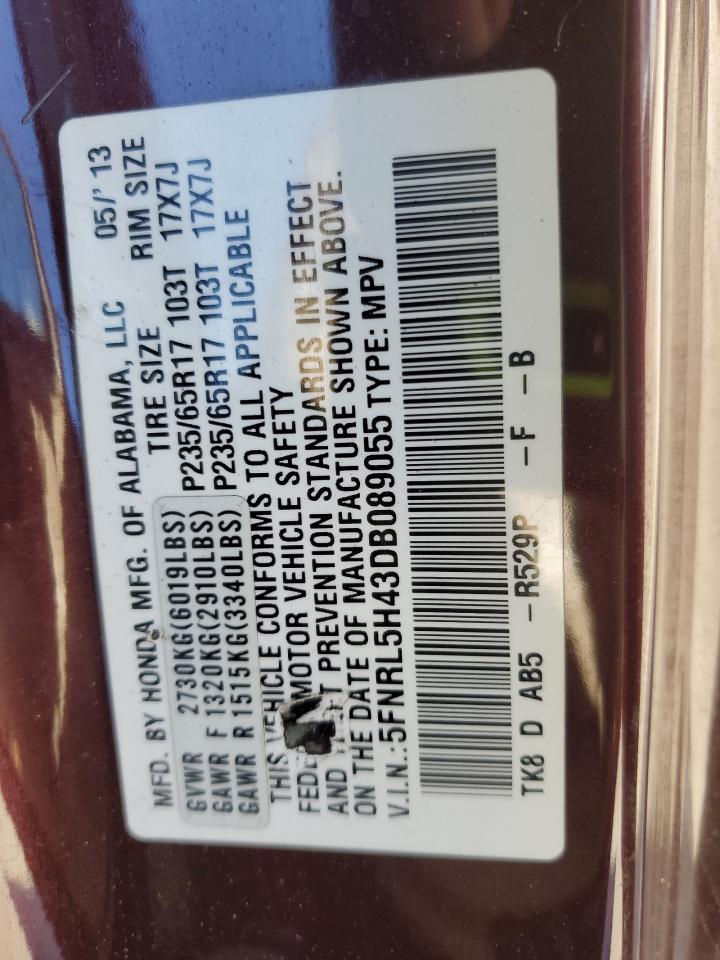 MFD. BY HONDA MFG. OF ALABAMA, LLC 05/'13
TIRE SIZE RIM SIZE
GVWR 2730KG(6019LBS)
GAWR F 1320KG(2910LBS) P235/65R17 103T 17X7J
GAWR R 1515KG(3340LBS) P235/65R17 103T 17X7J
THIS VEHICLE CONFORMS TO ALL APPLICABLE
MOTOR VEHICLE SAFETY
AND PREVENTION STANDARDS IN EFFECT
ON THE DATE OF MANUFACTURE SHOWN ABOVE.
V.I.N.:5FNRL5H43DB089055 TYPE: MPV
TK8 D AB5 -R529P -F -B